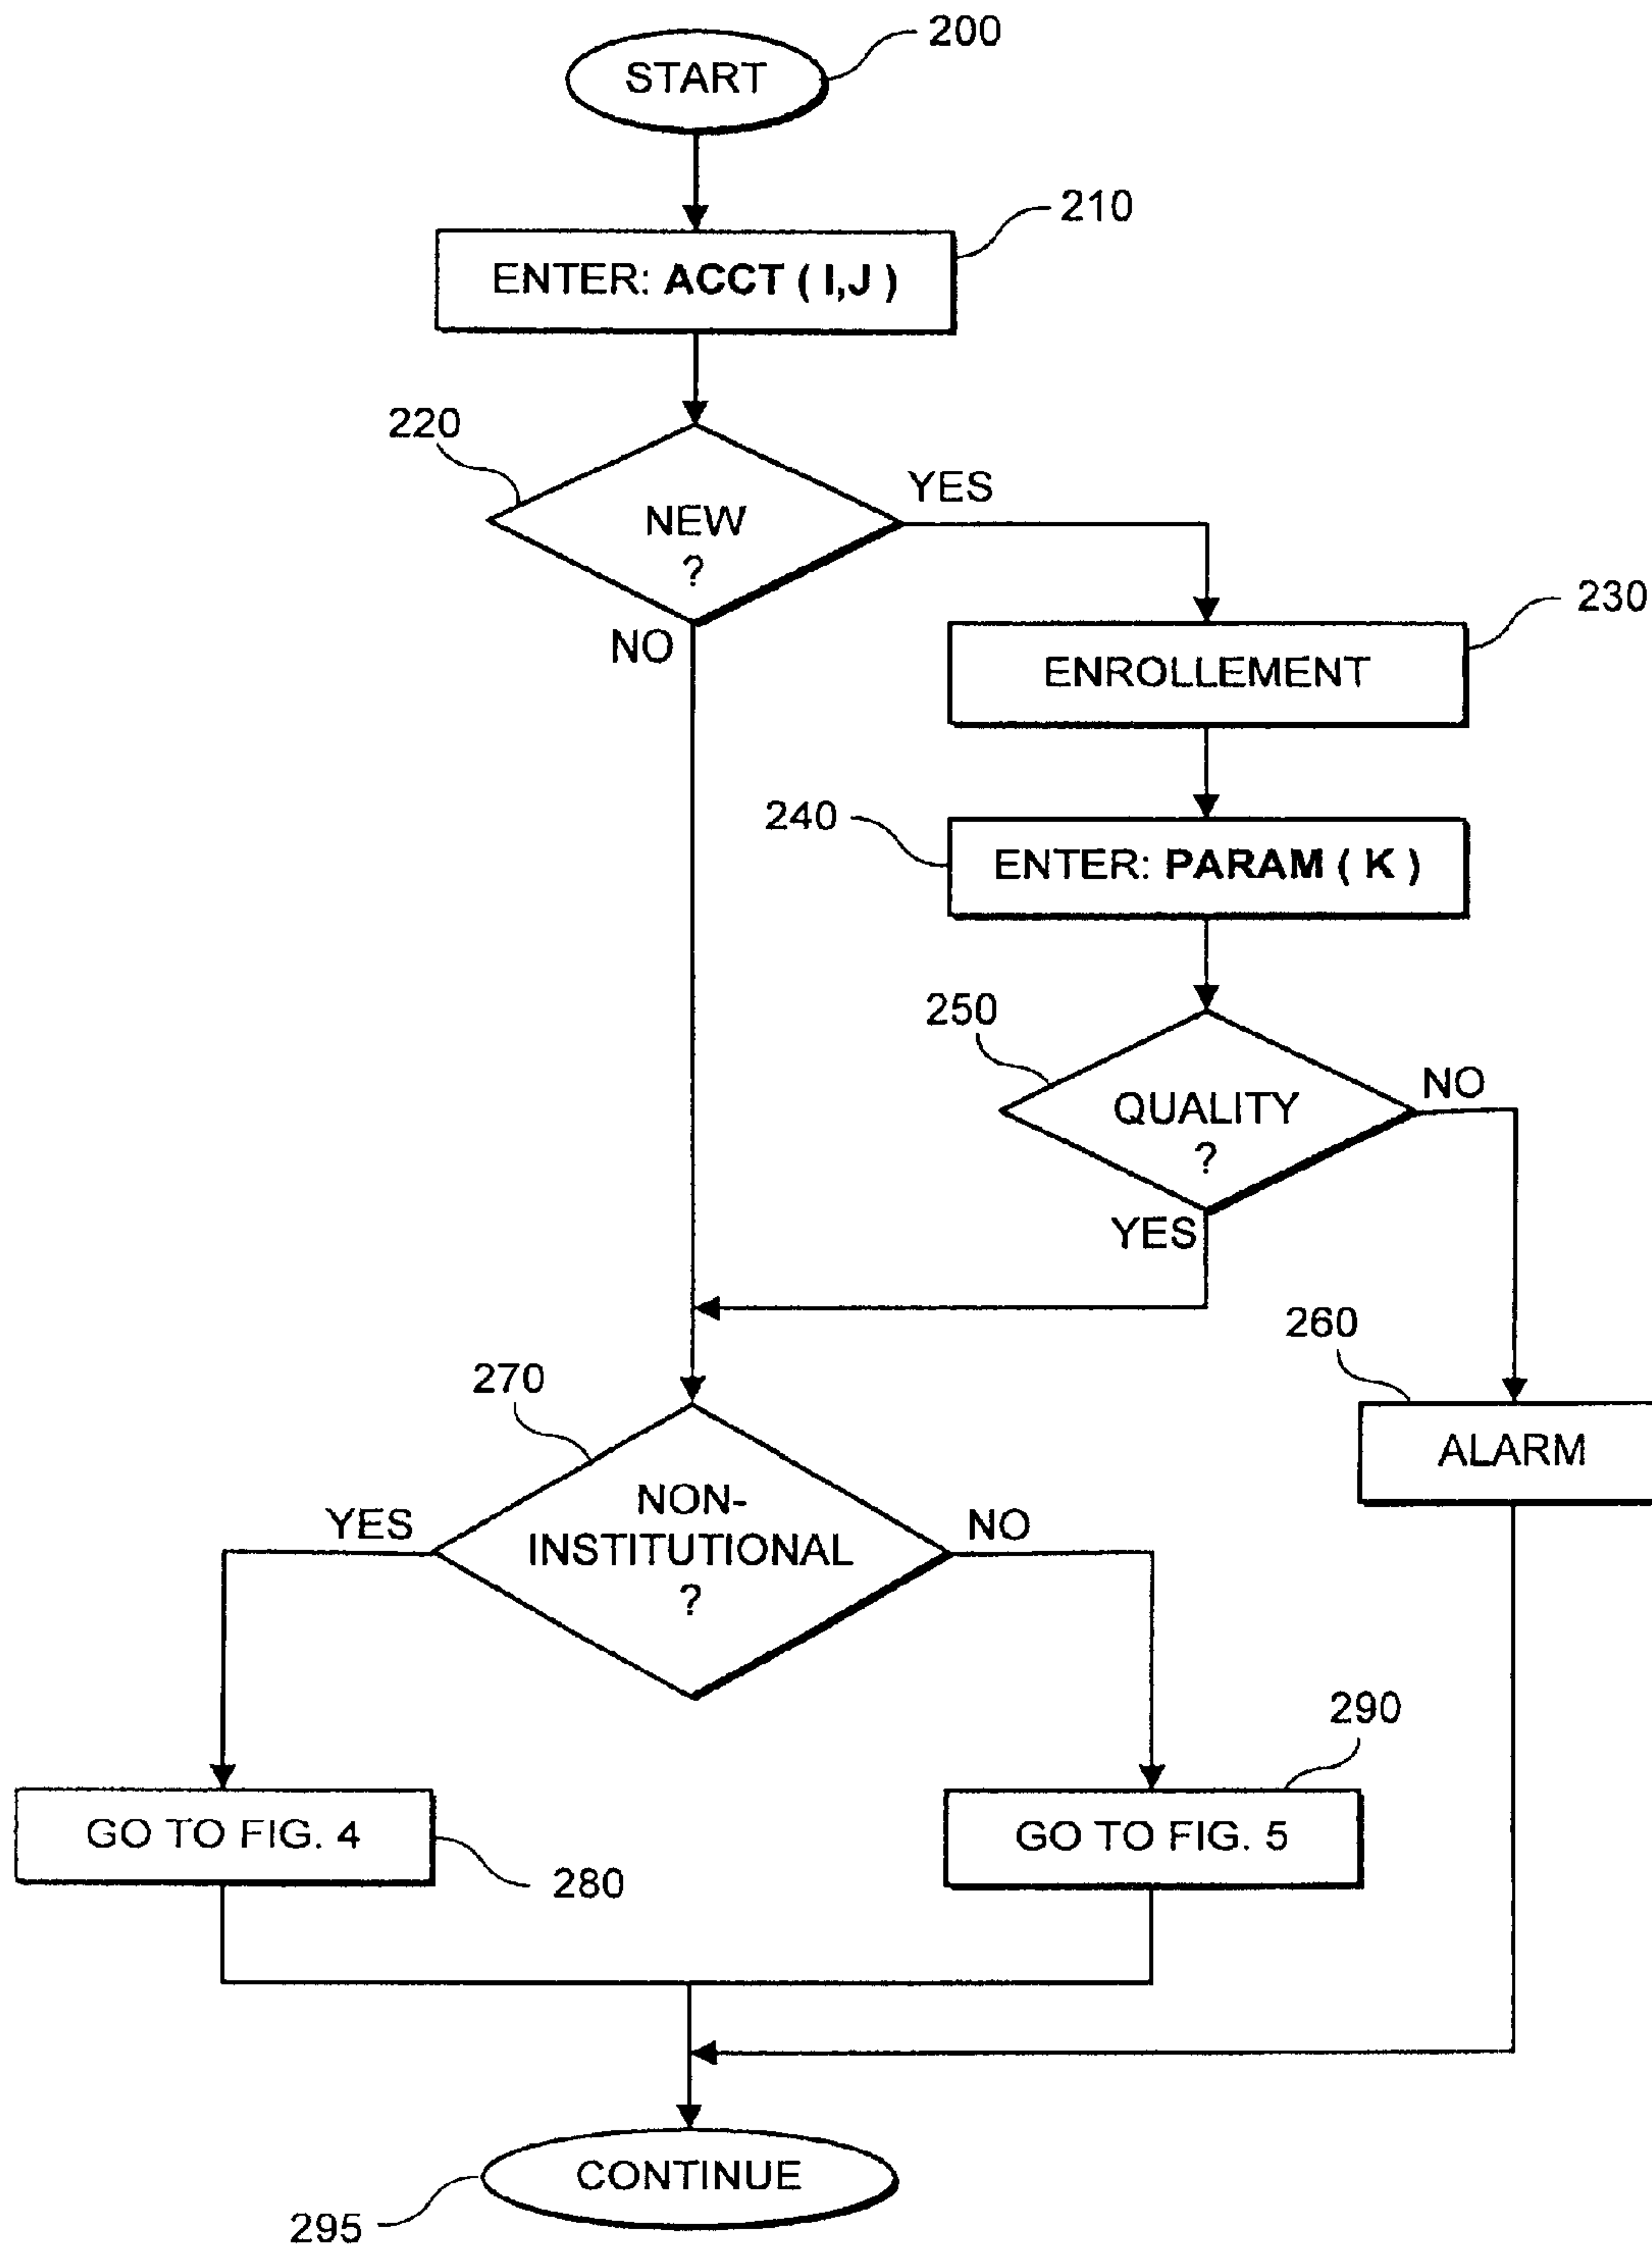 200
START
210
ENTER: ACCT ( I,J )
220
YES
NEW
?
NO
230
ENROLLEMENT
240
ENTER: PARAM ( K )
250
NO
QUALITY
?
YES
260
270
ALARM
NON-
YES
NO
INSTITUTIONAL
?
290
GO TO FIG. 4
GO TO FIG. 5
280
CONTINUE
295